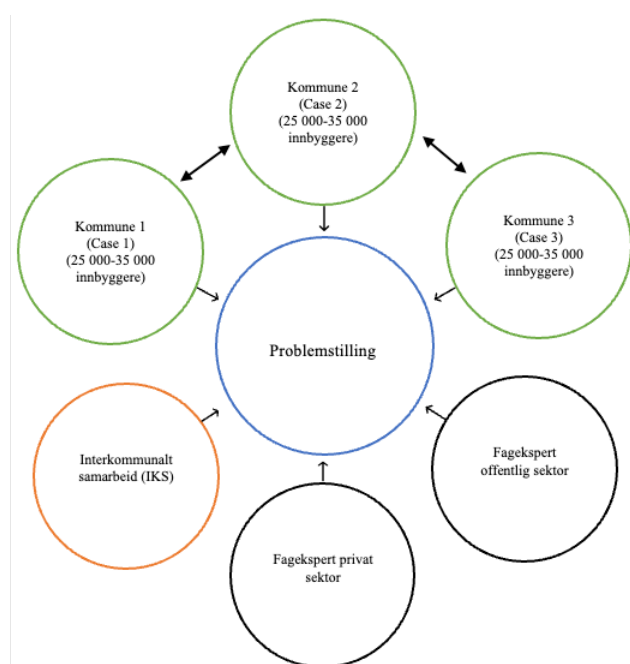 Kommune 2
(Case 2)
(25 000-35 000
innbyggere)
Kommune 1
(Case 1)
(25 000-35 000
innbyggere)
Kommune 3
(Case 3)
(25 000-35 000
innbyggere)
Problemstilling
Interkommunalt
samarbeid (IKS)
Fagekspert
offentlig sektor
Fagekspert privat
sektor